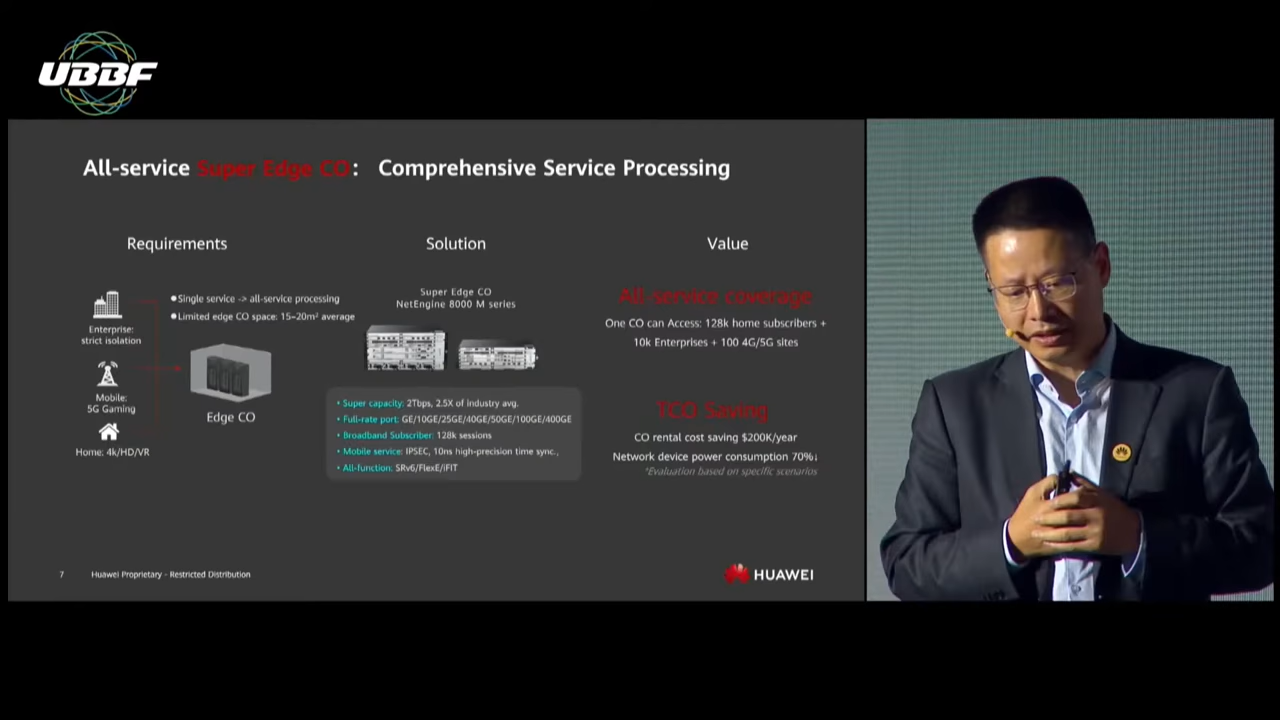 UBBF
All-service Super Edge CO: Comprehensive Service Processing
Requirements
Enterprise:
strict isolation
Mobile:
5G Gaming
Home: 4k/HD/VR
●Single service -> all-service processing
●Limited edge CO space: 15–20m² average
Edge CO
Solution
Super Edge CO
NetEngine 8000 M series
• Super capacity: 2Tbps, 2.5X of industry avg.
• Full-rate port: GE/10GE/25GE/40GE/50GE/100GE/400GE
• Broadband Subscriber: 128k sessions
• Mobile service: IPSEC, 10ns high-precision time sync.,
• All-function: SRv6/FlexE/iFIT
Value
All-service coverage
One CO can Access: 128k home subscribers +
10k Enterprises + 100 4G/5G sites
TCO Saving
CO rental cost saving $200K/year
Network device power consumption 70%↓
*Evaluation based on specific scenarios
7 Huawei Proprietary - Restricted Distribution
HUAWEI